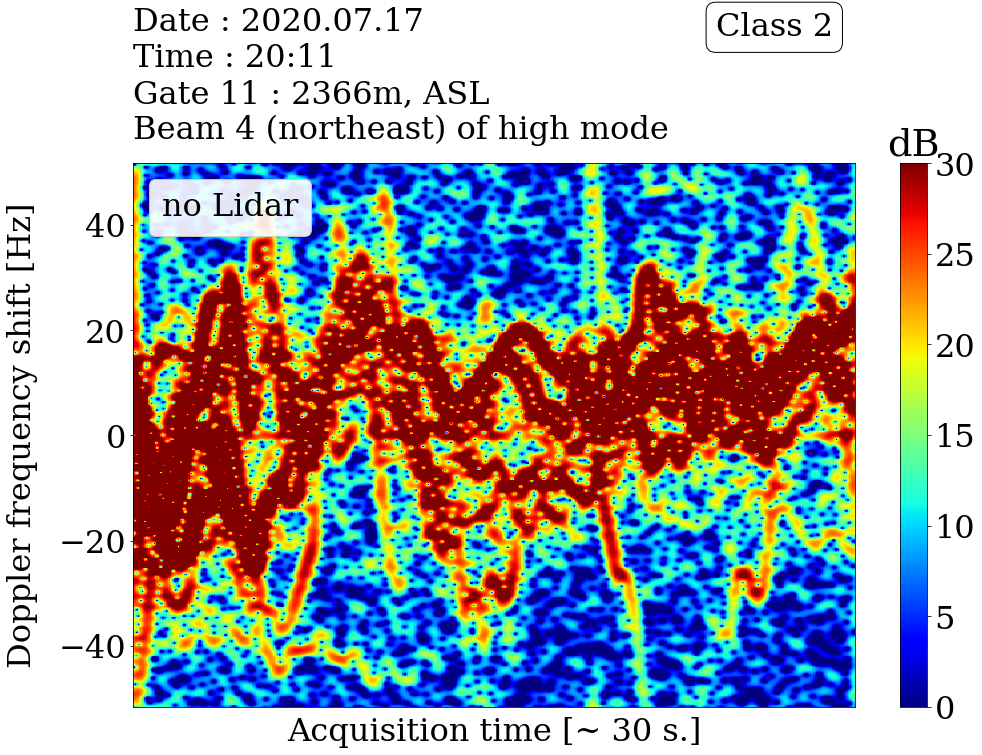 Date : 2020.07.17
Time : 20:11
Gate 11 : 2366m, ASL
Beam 4 (northeast) of high mode
Class 2
dB
no Lidar
Doppler frequency shift [Hz]
40
20
0
−20
−40
30
25
20
15
10
5
0
Acquisition time [~ 30 s.]